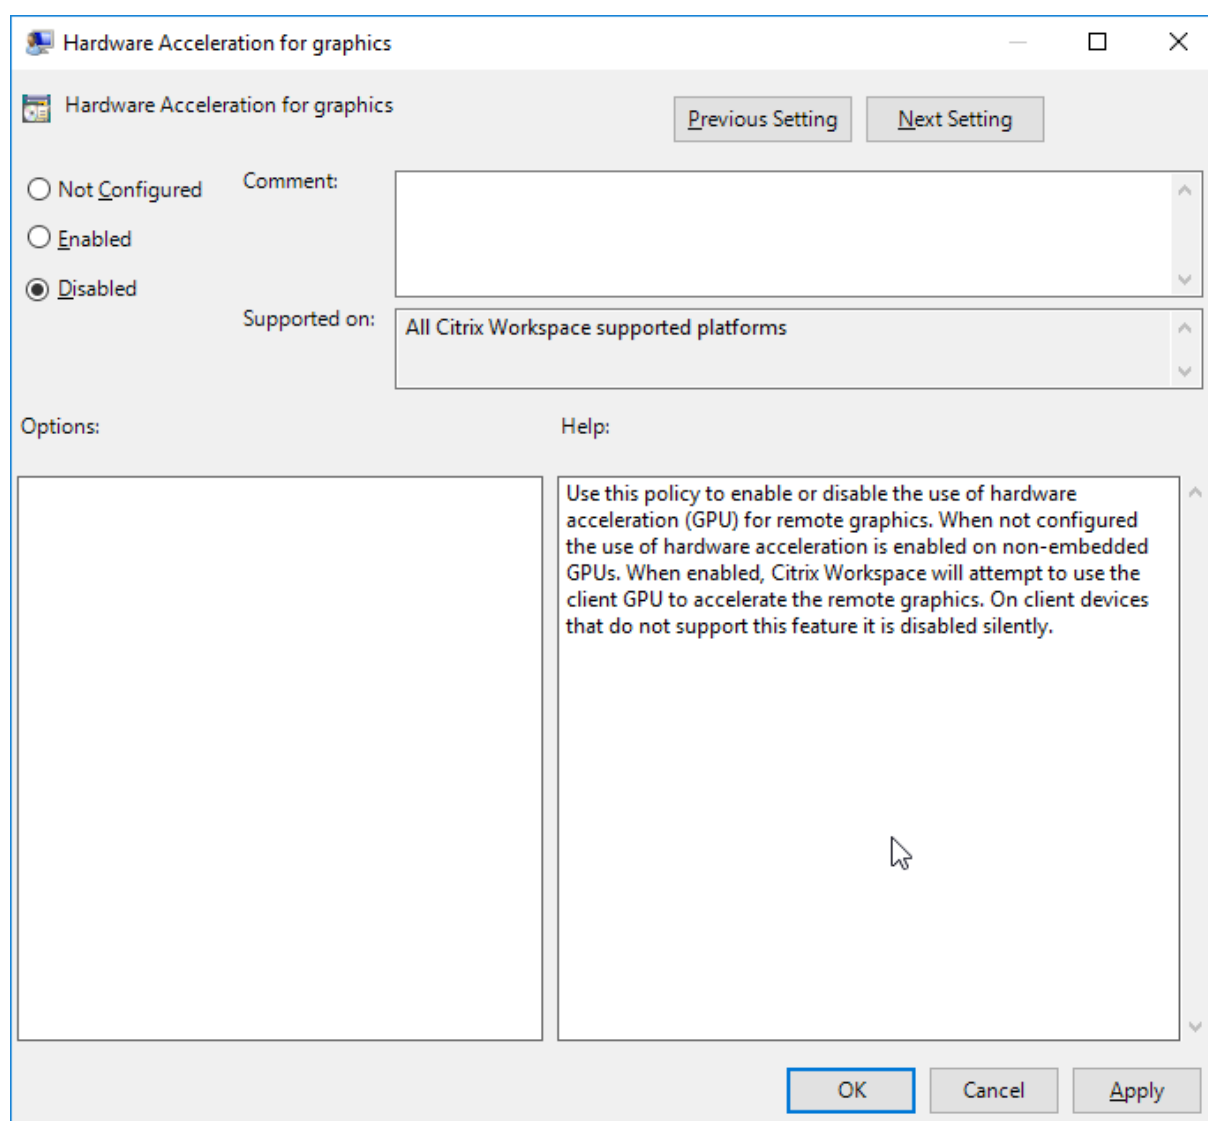 Hardware Acceleration for graphics
Hardware Acceleration for graphics
Previous Setting
Next Setting
Not Configured
Comment:
Enabled
Disabled
Supported on:
All Citrix Workspace supported platforms
Options:
Help:
Use this policy to enable or disable the use of hardware
acceleration (GPU) for remote graphics. When not configured
the use of hardware acceleration is enabled on non-embedded
GPUs. When enabled, Citrix Workspace will attempt to use the
client GPU to accelerate the remote graphics. On client devices
that do not support this feature it is disabled silently.
OK
Cancel
Apply